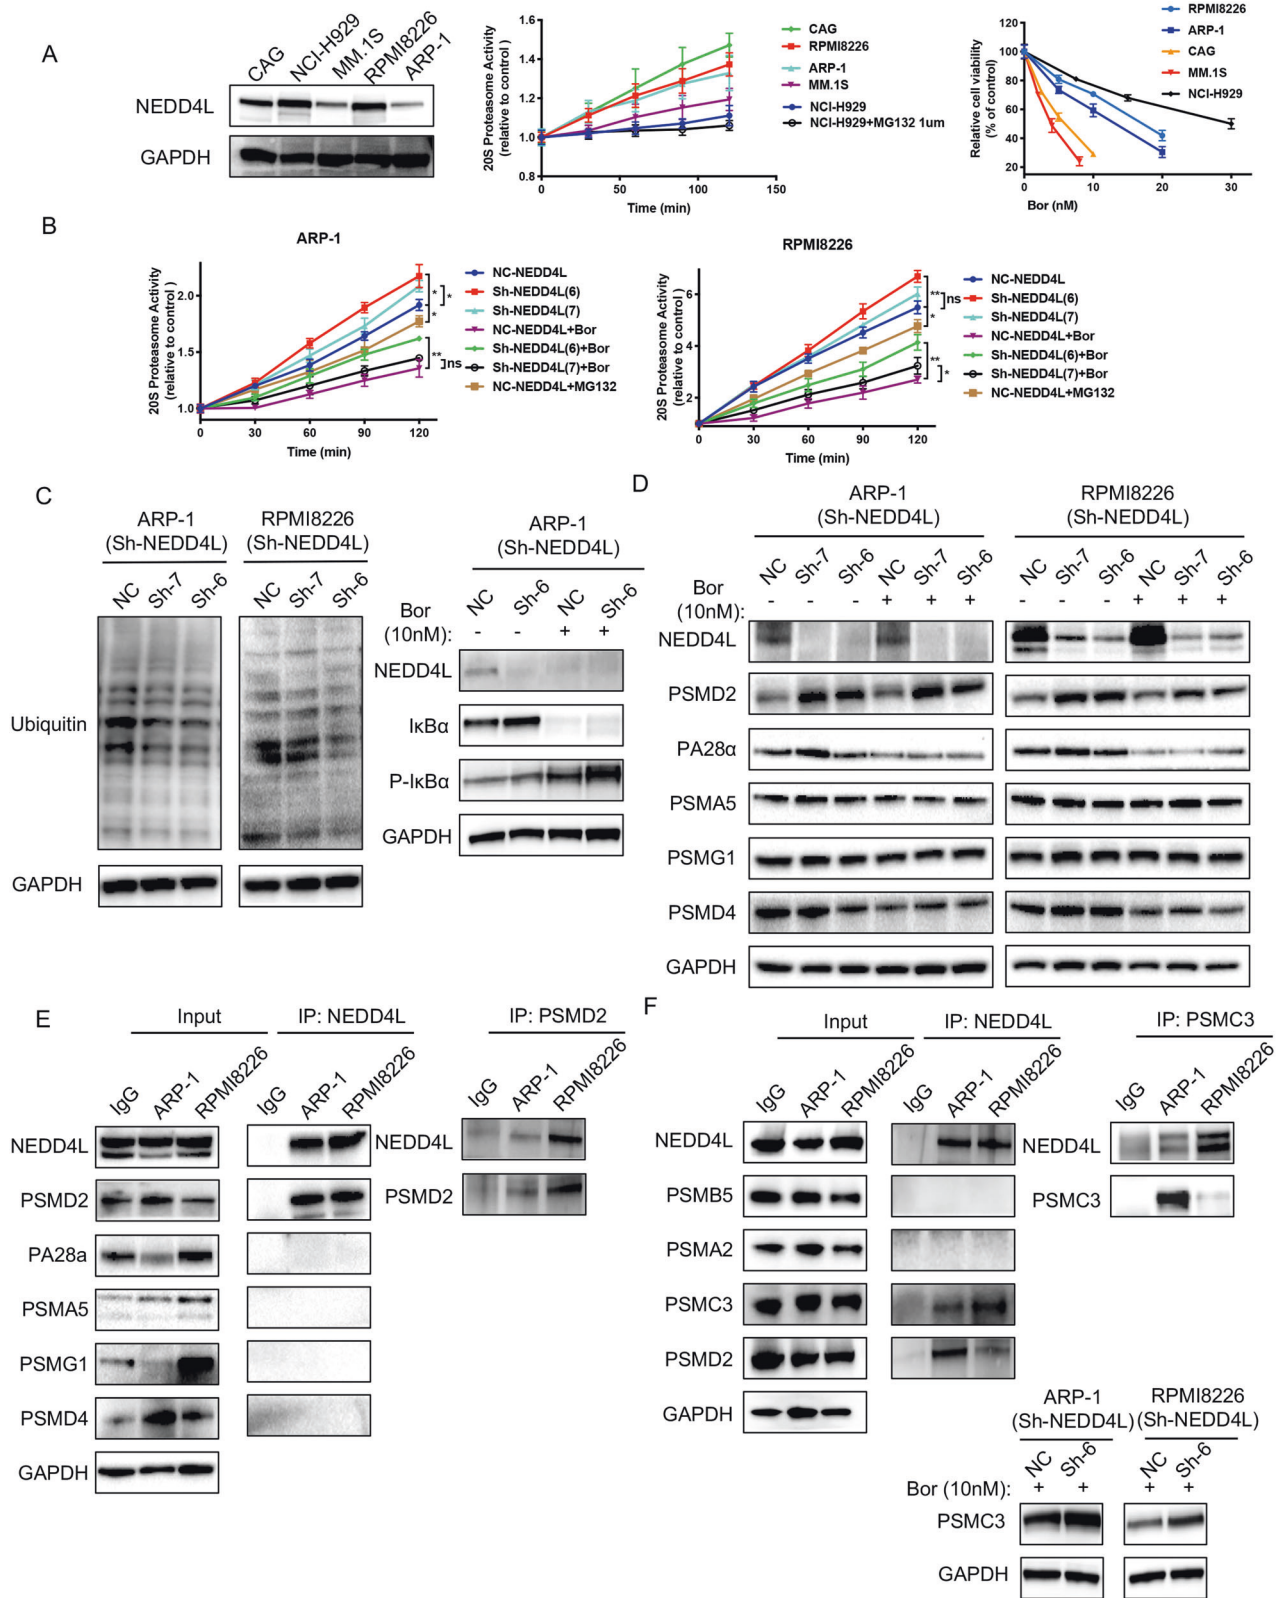 A
CAG
NCI-H929
MM.1S
RPMI8226
ARP-1
NEDD4L
GAPDH
20S Proteasome Activity
(relative to control)
1.6
1.4
1.2
1.0
0.8
0
50
100
150
Time (min)
CAG
RPMI8226
ARP-1
MM.1S
NCI-H929
NCI-H929+MG132 1um
Relative cell viability
(% of control)
120
100
80
60
40
20
0
10
20
30
Bor (nM)
RPMI8226
ARP-1
CAG
MM.1S
NCI-H929
B
ARP-1
20S Proteasome Activity
(relative to control)
2.0
1.5
1.0
0
30
60
90
120
Time (min)
*
*
*
**
ns
NC-NEDD4L
Sh-NEDD4L(6)
Sh-NEDD4L(7)
NC-NEDD4L+Bor
Sh-NEDD4L(6)+Bor
Sh-NEDD4L(7)+Bor
NC-NEDD4L+MG132
RPMI8226
20S Proteasome Activity
(relative to control)
6
4
2
0
30
60
90
120
Time (min)
**
ns
*
**
*
NC-NEDD4L
Sh-NEDD4L(6)
Sh-NEDD4L(7)
NC-NEDD4L+Bor
Sh-NEDD4L(6)+Bor
Sh-NEDD4L(7)+Bor
NC-NEDD4L+MG132
C
ARP-1
(Sh-NEDD4L)
NC
Sh-7
Sh-6
RPMI8226
(Sh-NEDD4L)
NC
Sh-7
Sh-6
Ubiquitin
GAPDH
ARP-1
(Sh-NEDD4L)
NC
Sh-6
NC
Sh-6
Bor
(10nM):
- - + +
NEDD4L
IκBα
P-IκBα
GAPDH
D
ARP-1
(Sh-NEDD4L)
NC
Sh-7
Sh-6
NC
Sh-7
Sh-6
RPMI8226
(Sh-NEDD4L)
NC
Sh-7
Sh-6
NC
Sh-7
Sh-6
Bor
(10nM):
- - - + + +
- - - + + +
NEDD4L
PSMD2
PA28α
PSMA5
PSMG1
PSMD4
GAPDH
E
Input
IP: NEDD4L
IP: PSMD2
IgG
ARP-1
RPMI8226
IgG
ARP-1
RPMI8226
IgG
ARP-1
RPMI8226
NEDD4L
PSMD2
PA28a
PSMA5
PSMG1
PSMD4
GAPDH
NEDD4L
PSMD2
F
Input
IP: NEDD4L
IP: PSMC3
IgG
ARP-1
RPMI8226
IgG
ARP-1
RPMI8226
IgG
ARP-1
RPMI8226
NEDD4L
PSMB5
PSMA2
PSMC3
PSMD2
GAPDH
NEDD4L
PSMC3
ARP-1
(Sh-NEDD4L)
RPMI8226
(Sh-NEDD4L)
NC
Sh-6
NC
Sh-6
Bor (10nM): + + + +
PSMC3
GAPDH